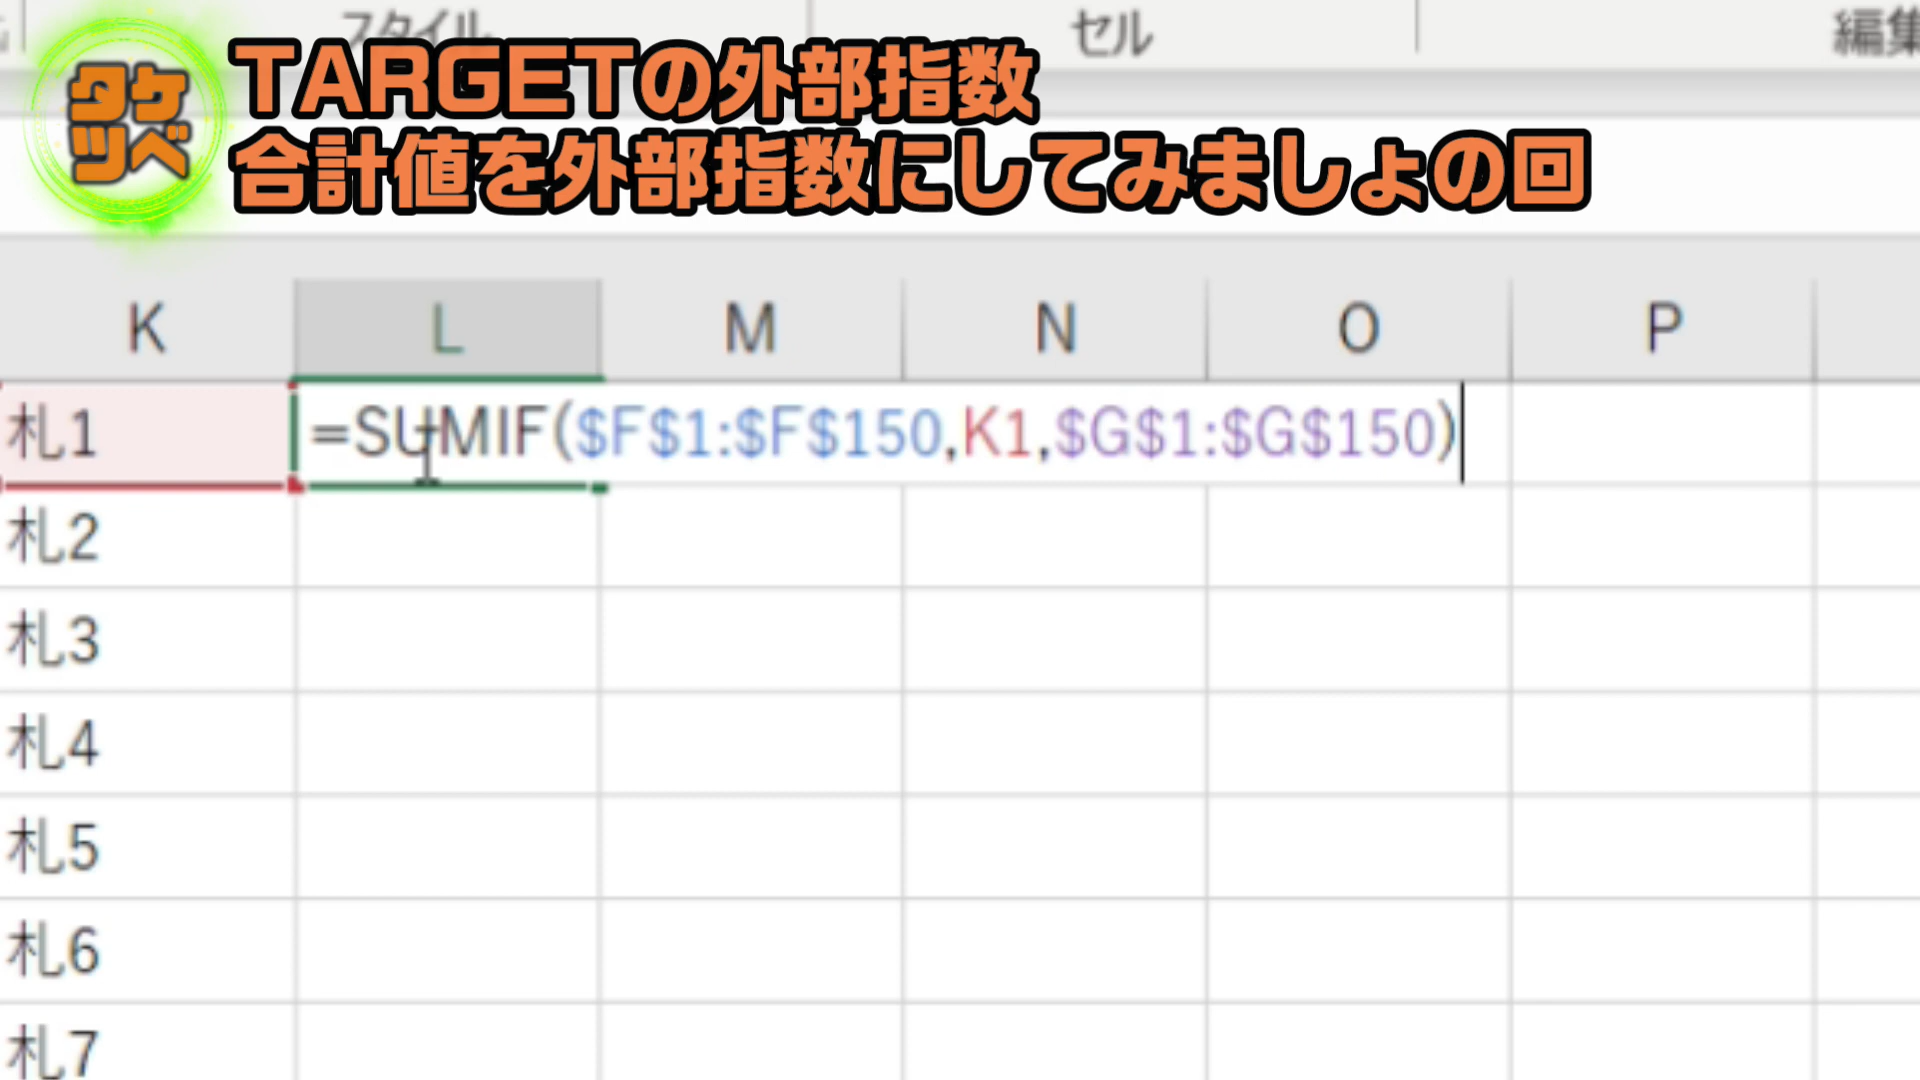 スタイル
セル
編集
タケ
ツベ
TARGETの外部指数
合計値を外部指数にしてみましょの回
K L M N O P
札1 =SUMIF($F$1:$F$150,K1,$G$1:$G$150)
札2
札3
札4
札5
札6
札7